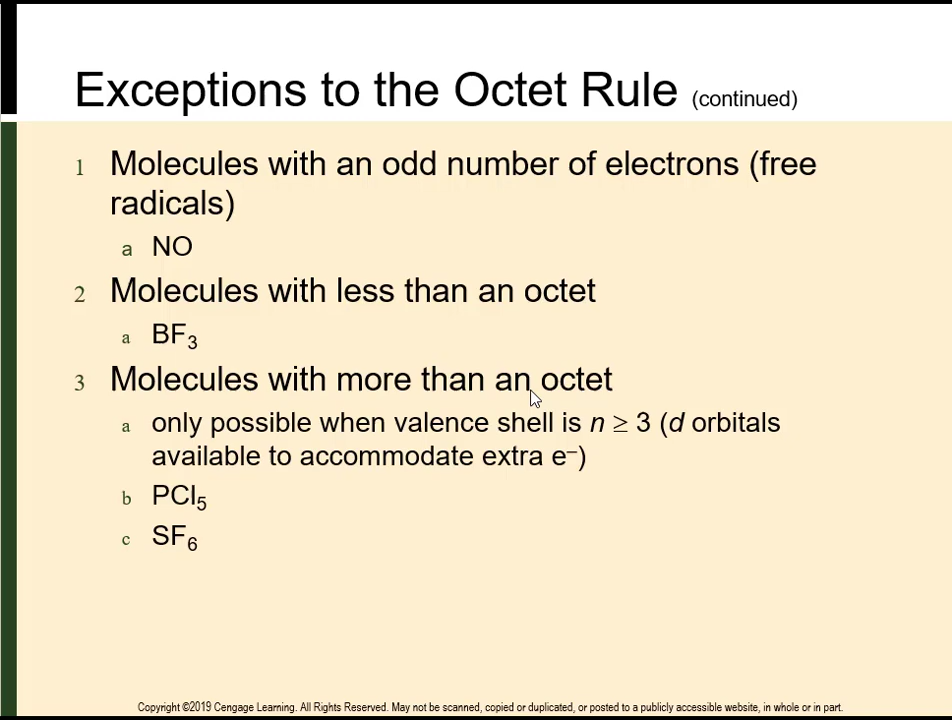 Exceptions to the Octet Rule (continued)
1 Molecules with an odd number of electrons (free
radicals)
a NO
2 Molecules with less than an octet
a BF₃
3 Molecules with more than an octet
a only possible when valence shell is n ≥ 3 (d orbitals
available to accommodate extra e⁻)
b PCl₅
c SF₆
Copyright ©2019 Cengage Learning. All Rights Reserved. May not be scanned, copied or duplicated, or posted to a publicly accessible website, in whole or in part.